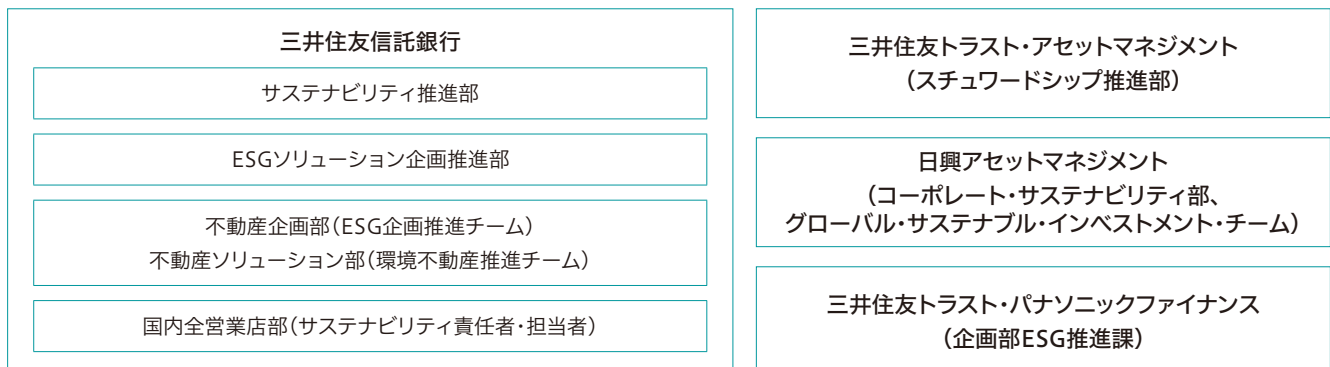 三井住友信託銀行
サステナビリティ推進部
ESGソリューション企画推進部
不動産企画部（ESG企画推進チーム）
不動産ソリューション部（環境不動産推進チーム）
国内全営業店部（サステナビリティ責任者・担当者）
三井住友トラスト・アセットマネジメント
（スチュワードシップ推進部）
日興アセットマネジメント
（コーポレート・サステナビリティ部、
グローバル・サステナブル・インベストメント・チーム）
三井住友トラスト・パナソニックファイナンス
（企画部ESG推進課）